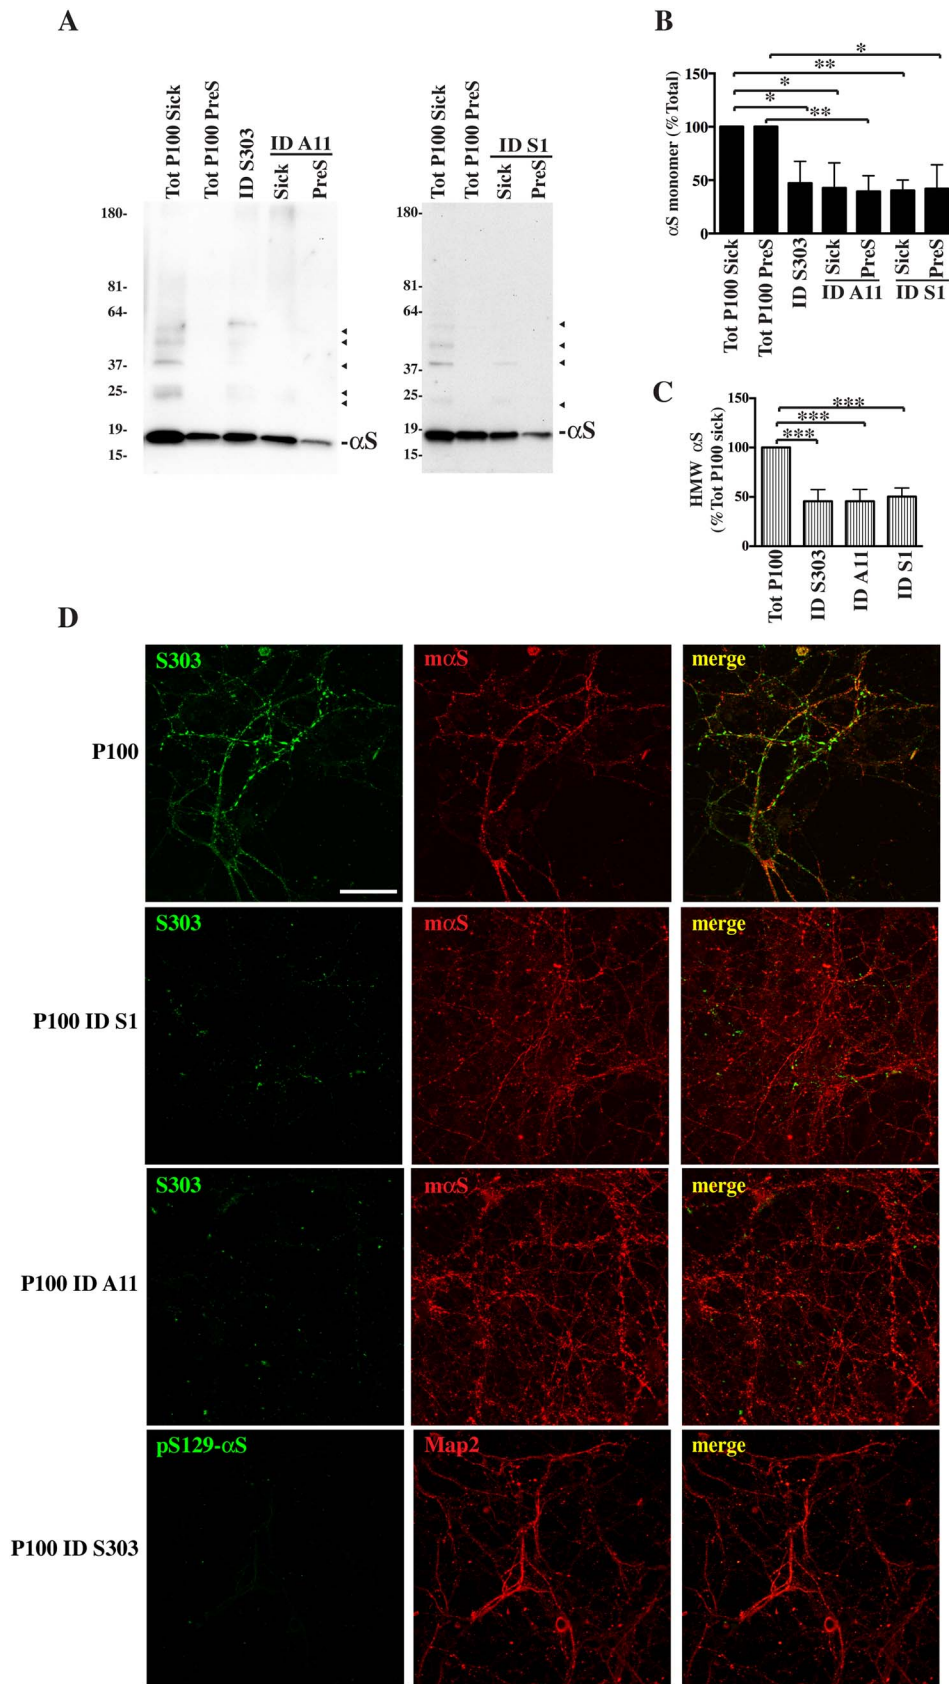 A
Tot P100 Sick
Tot P100 PreS
ID S303
ID A11
Sick
PreS
180-
81-
64-
37-
25-
19-
15-
-αS
Tot P100 Sick
Tot P100 PreS
ID S1
Sick
PreS
180-
81-
64-
37-
25-
19-
15-
-αS
B
αS monomer (%Total)
150
100
50
0
*
**
*
*
**
Tot P100 Sick
Tot P100 PreS
ID S303
Sick
PreS
ID A11
Sick
PreS
ID S1
C
HMW αS
(%Tot P100 sick)
150
100
50
0
***
***
***
Tot P100
ID S303
ID A11
ID S1
D
P100
S303
mαS
merge
P100 ID S1
S303
mαS
merge
P100 ID A11
S303
mαS
merge
P100 ID S303
pS129-αS
Map2
merge